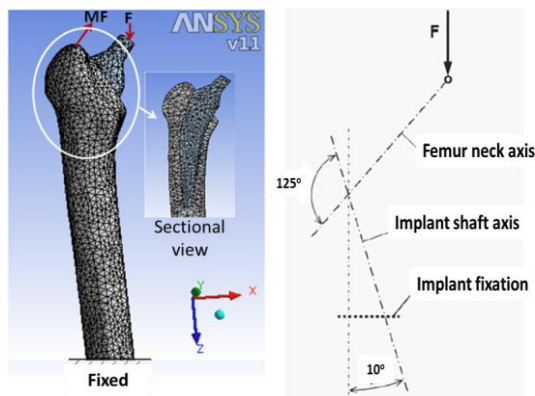 ANSYS
v11
MF
F
Sectional
view
Y
X
Z
Fixed
F
Femur neck axis
125°
Implant shaft axis
Implant fixation
10°